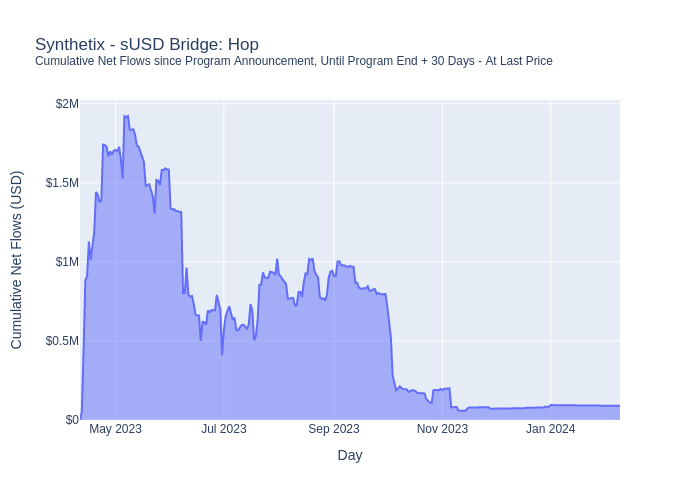 Synthetix - sUSD Bridge: Hop
Cumulative Net Flows since Program Announcement, Until Program End + 30 Days - At Last Price
Cumulative Net Flows (USD)
$2M
$1.5M
$1M
$0.5M
$0
May 2023
Jul 2023
Sep 2023
Nov 2023
Jan 2024
Day